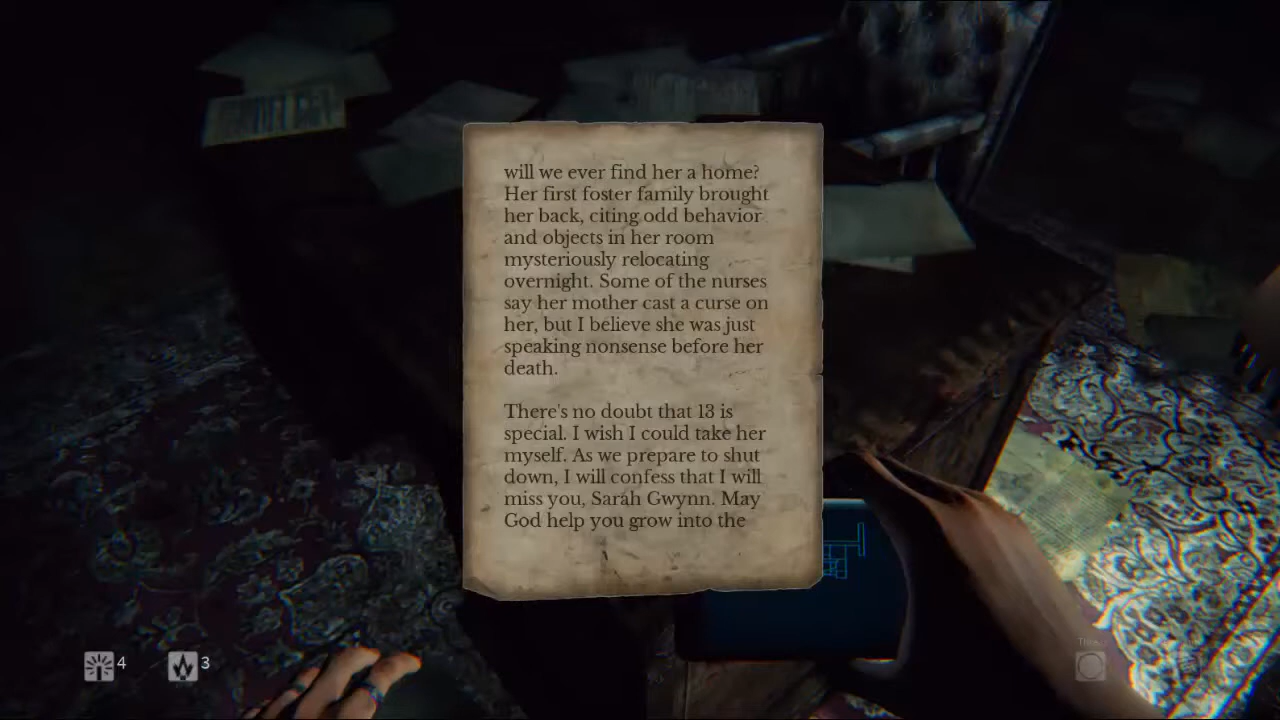 will we ever find her a home?
Her first foster family brought
her back, citing odd behavior
and objects in her room
mysteriously relocating
overnight. Some of the nurses
say her mother cast a curse on
her, but I believe she was just
speaking nonsense before her
death.
There's no doubt that 13 is
special. I wish I could take her
myself. As we prepare to shut
down, I will confess that I will
miss you, Sarah Gwynn. May
God help you grow into the
4
3